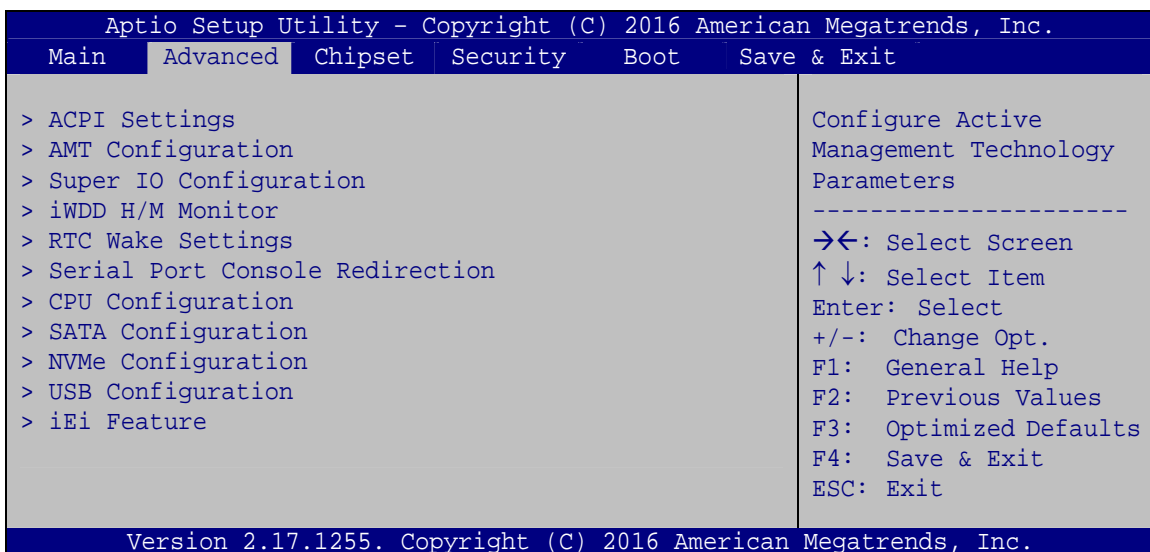 Aptio Setup Utility – Copyright (C) 2016 American Megatrends, Inc.
Main Advanced Chipset Security Boot Save & Exit
> ACPI Settings
> AMT Configuration
> Super IO Configuration
> iWDD H/M Monitor
> RTC Wake Settings
> Serial Port Console Redirection
> CPU Configuration
> SATA Configuration
> NVMe Configuration
> USB Configuration
> iEi Feature
Configure Active
Management Technology
Parameters
----------------------
→←: Select Screen
↑ ↓: Select Item
Enter: Select
+/-: Change Opt.
F1: General Help
F2: Previous Values
F3: Optimized Defaults
F4: Save & Exit
ESC: Exit
Version 2.17.1255. Copyright (C) 2016 American Megatrends, Inc.